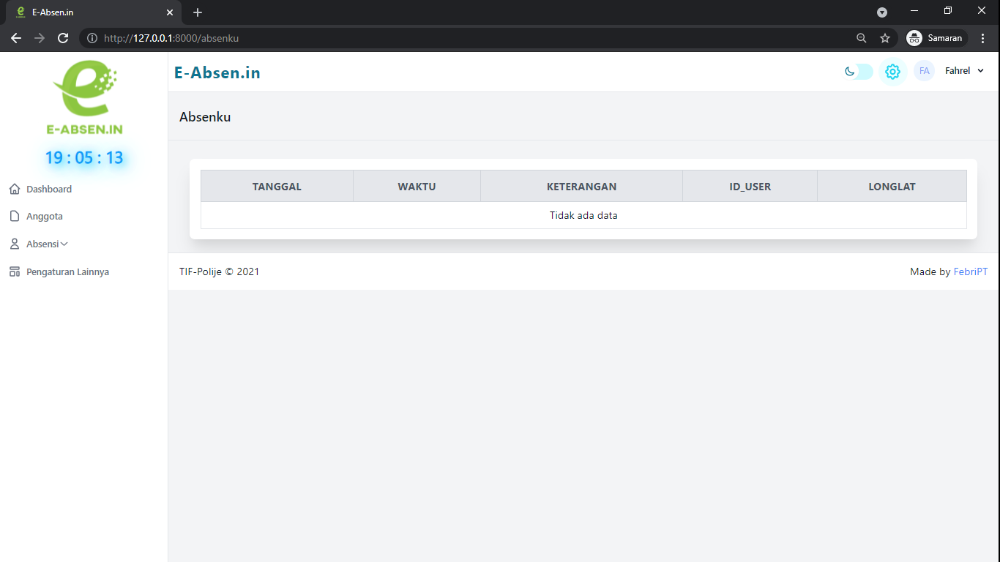 E-Absen.in
http://127.0.0.1:8000/absenku
Samaran
E-ABSEN.IN
19 : 05 : 13
Dashboard
Anggota
Absensi
Pengaturan Lainnya
E-Absen.in
FA
Fahrel
Absenku
TANGGAL WAKTU KETERANGAN ID_USER LONGLAT
Tidak ada data
TIF-Polije © 2021
Made by FebriPT